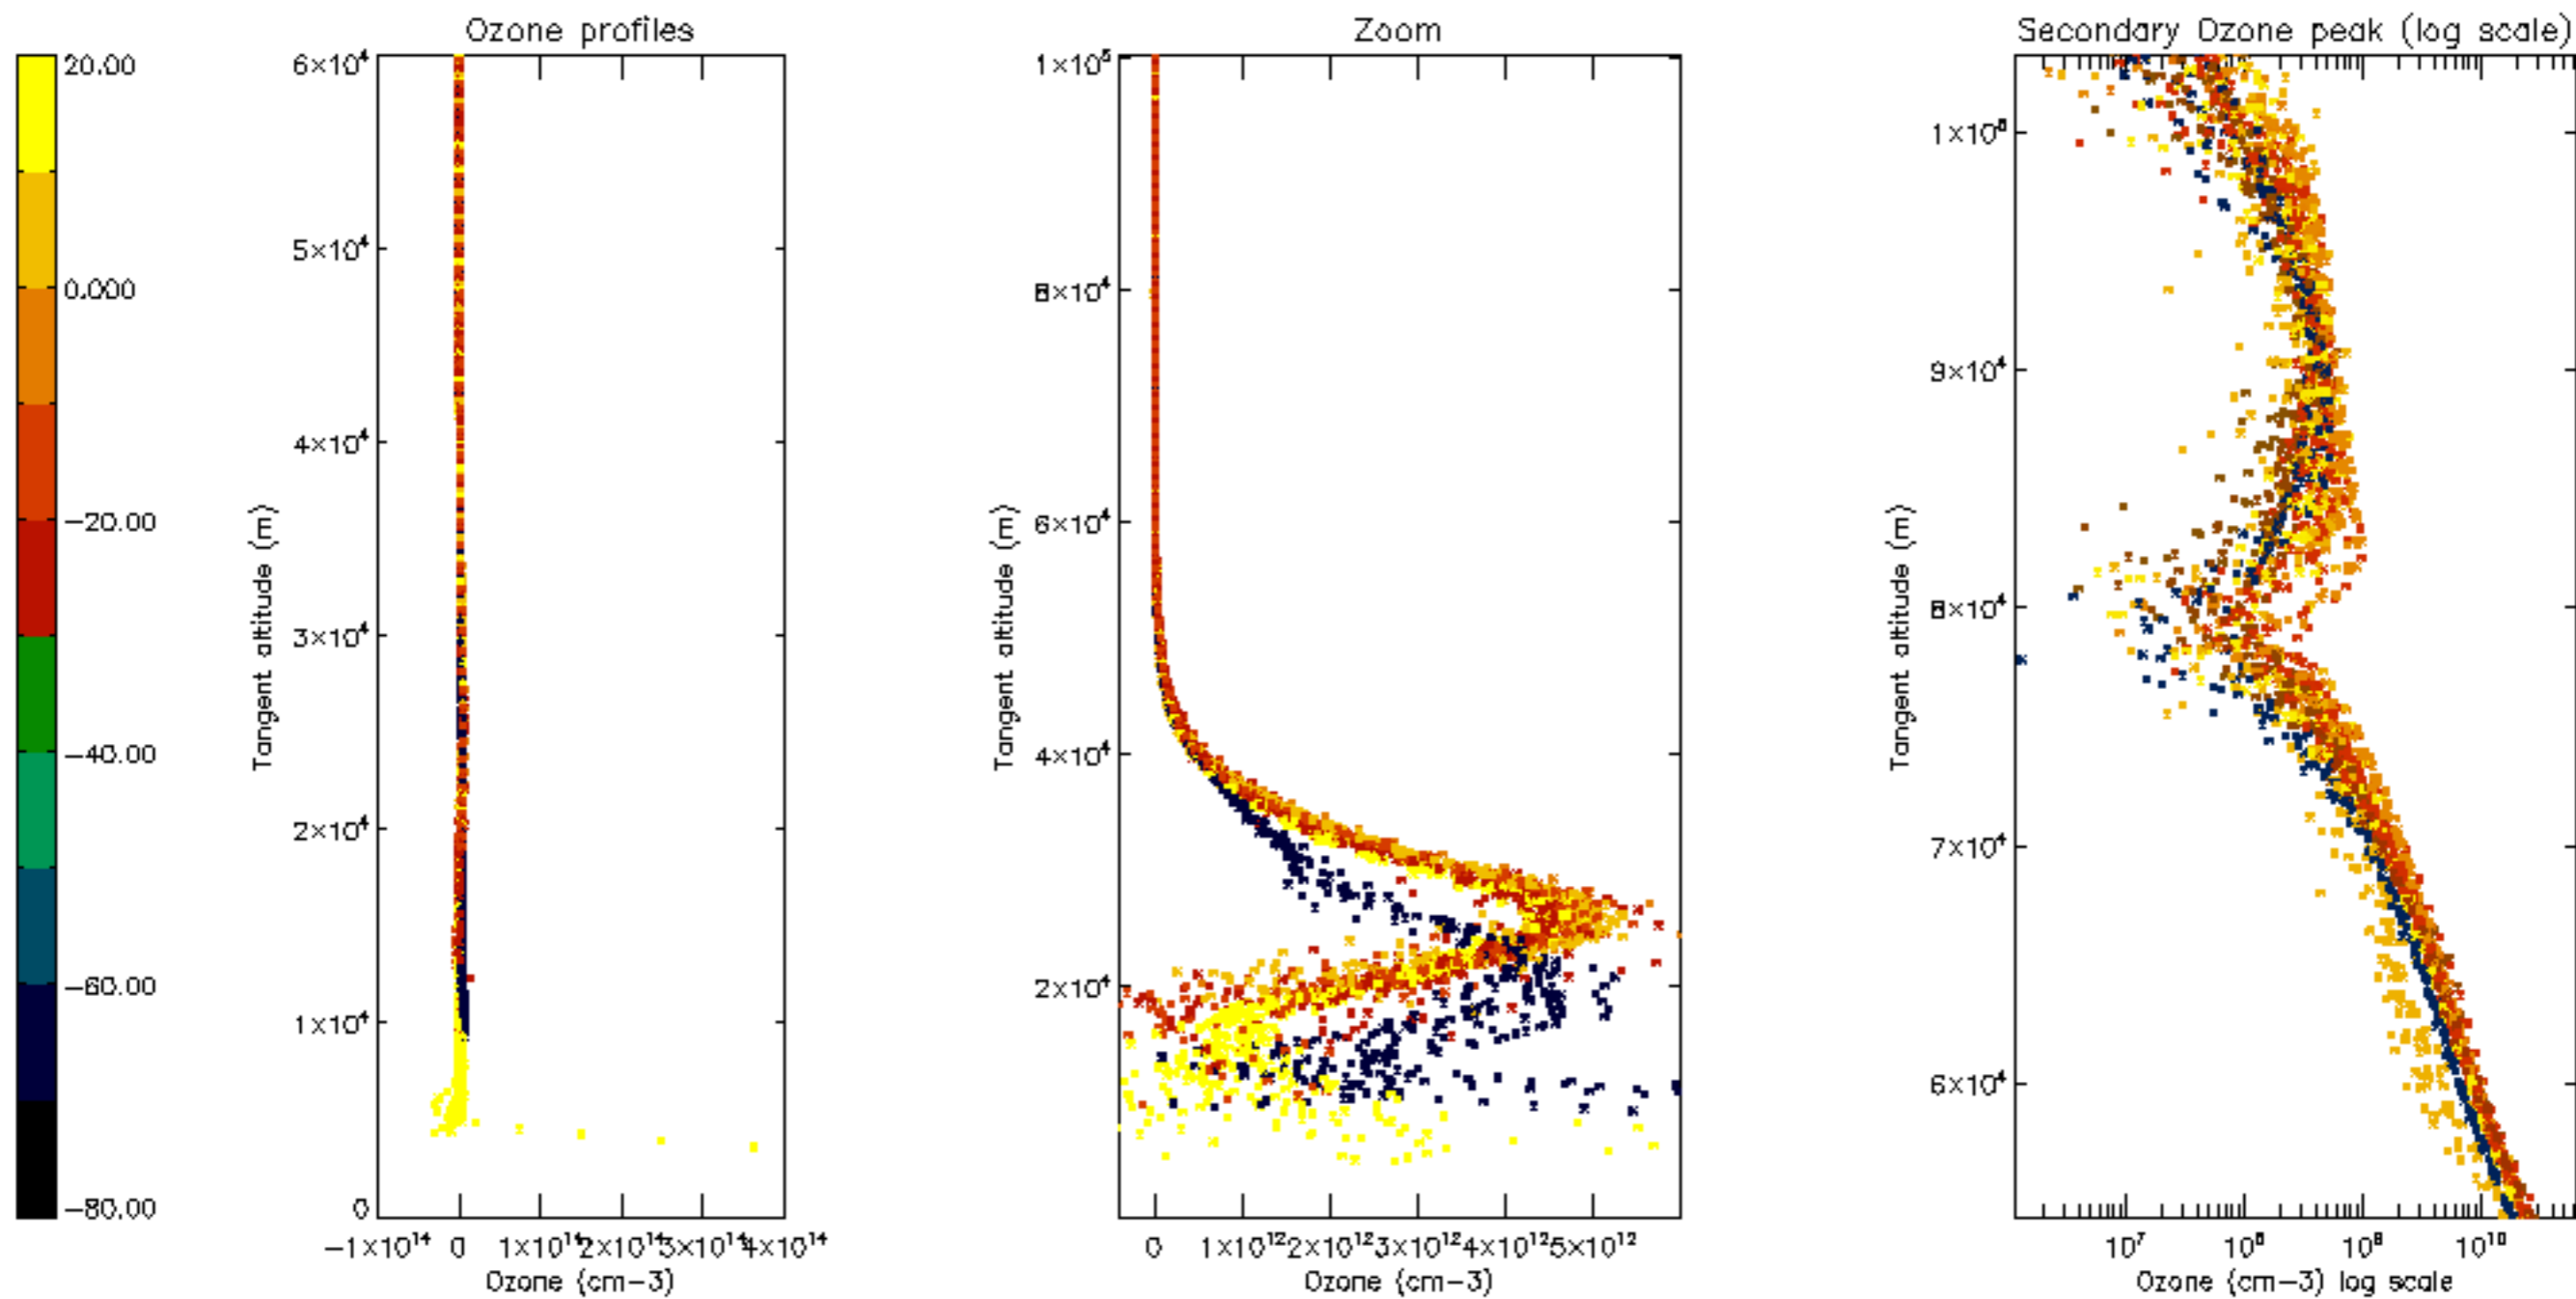 Ozone profiles
Zoom
Secondary Ozone peak (log scale)
20.00
0.000
−20.00
−40.00
−60.00
−80.00
6×10⁴
5×10⁴
4×10⁴
3×10⁴
2×10⁴
1×10⁴
0
Tangent altitude (m)
−1×10¹⁴ 0 1×10¹⁴ 2×10¹⁴ 3×10¹⁴ 4×10¹⁴
Ozone (cm−3)
1×10⁵
8×10⁴
6×10⁴
4×10⁴
2×10⁴
Tangent altitude (m)
0 1×10¹² 2×10¹² 3×10¹² 4×10¹² 5×10¹²
Ozone (cm−3)
1×10⁵
9×10⁴
8×10⁴
7×10⁴
6×10⁴
Tangent altitude (m)
10⁷ 10⁸ 10⁹ 10¹⁰
Ozone (cm−3) log scale